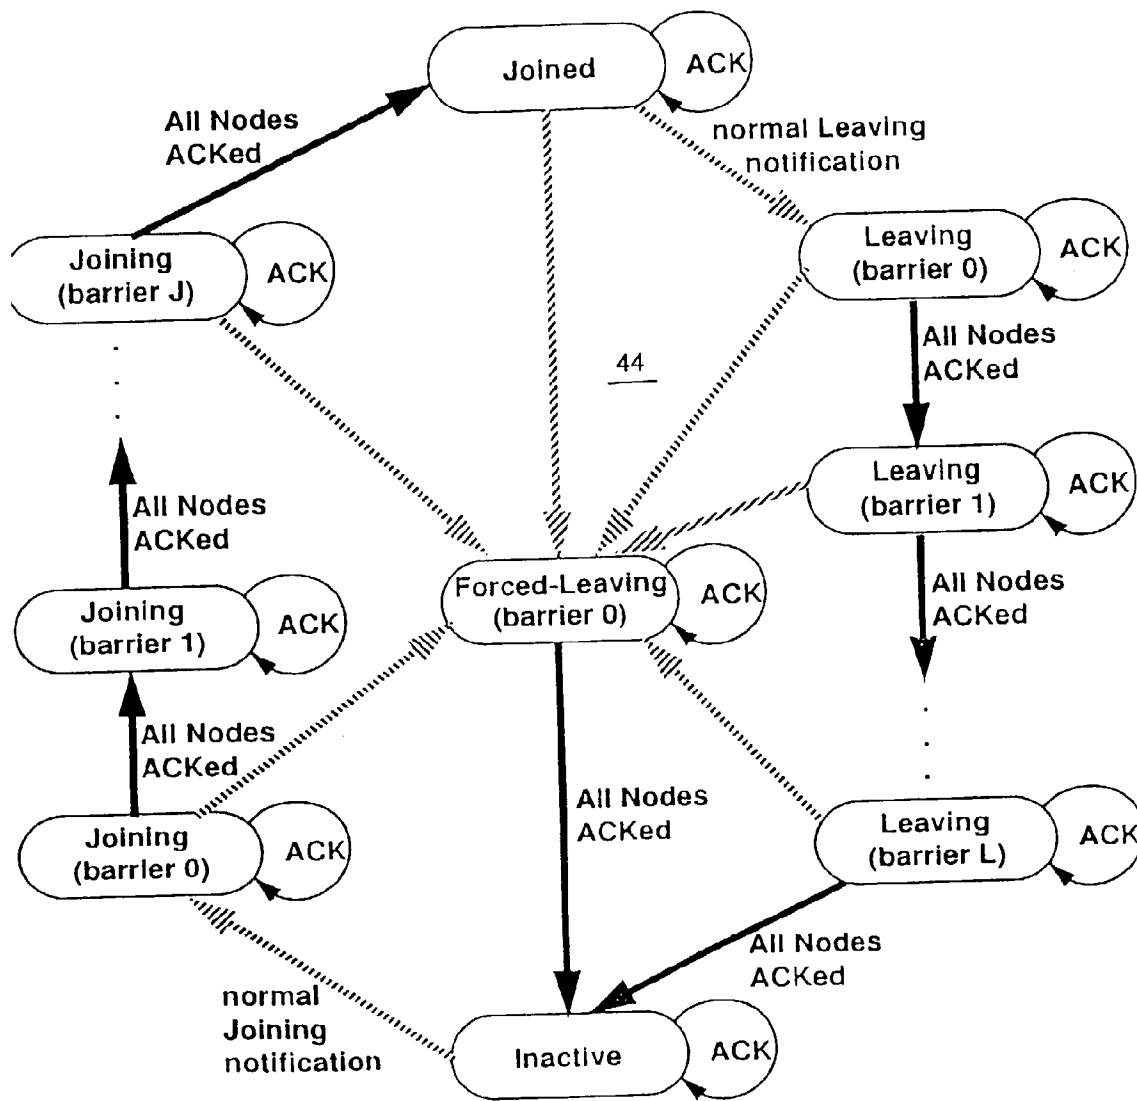 Joined
ACK
All Nodes
ACKed
normal Leaving
notification
Joining
(barrier J)
ACK
Leaving
(barrier 0)
ACK
All Nodes
ACKed
44
Leaving
(barrier 1)
ACK
All Nodes
ACKed
Forced-Leaving
(barrier 0)
ACK
All Nodes
ACKed
Joining
(barrier 1)
ACK
All Nodes
ACKed
All Nodes
ACKed
Joining
(barrier 0)
ACK
Leaving
(barrier L)
ACK
All Nodes
ACKed
normal
Joining
notification
Inactive
ACK